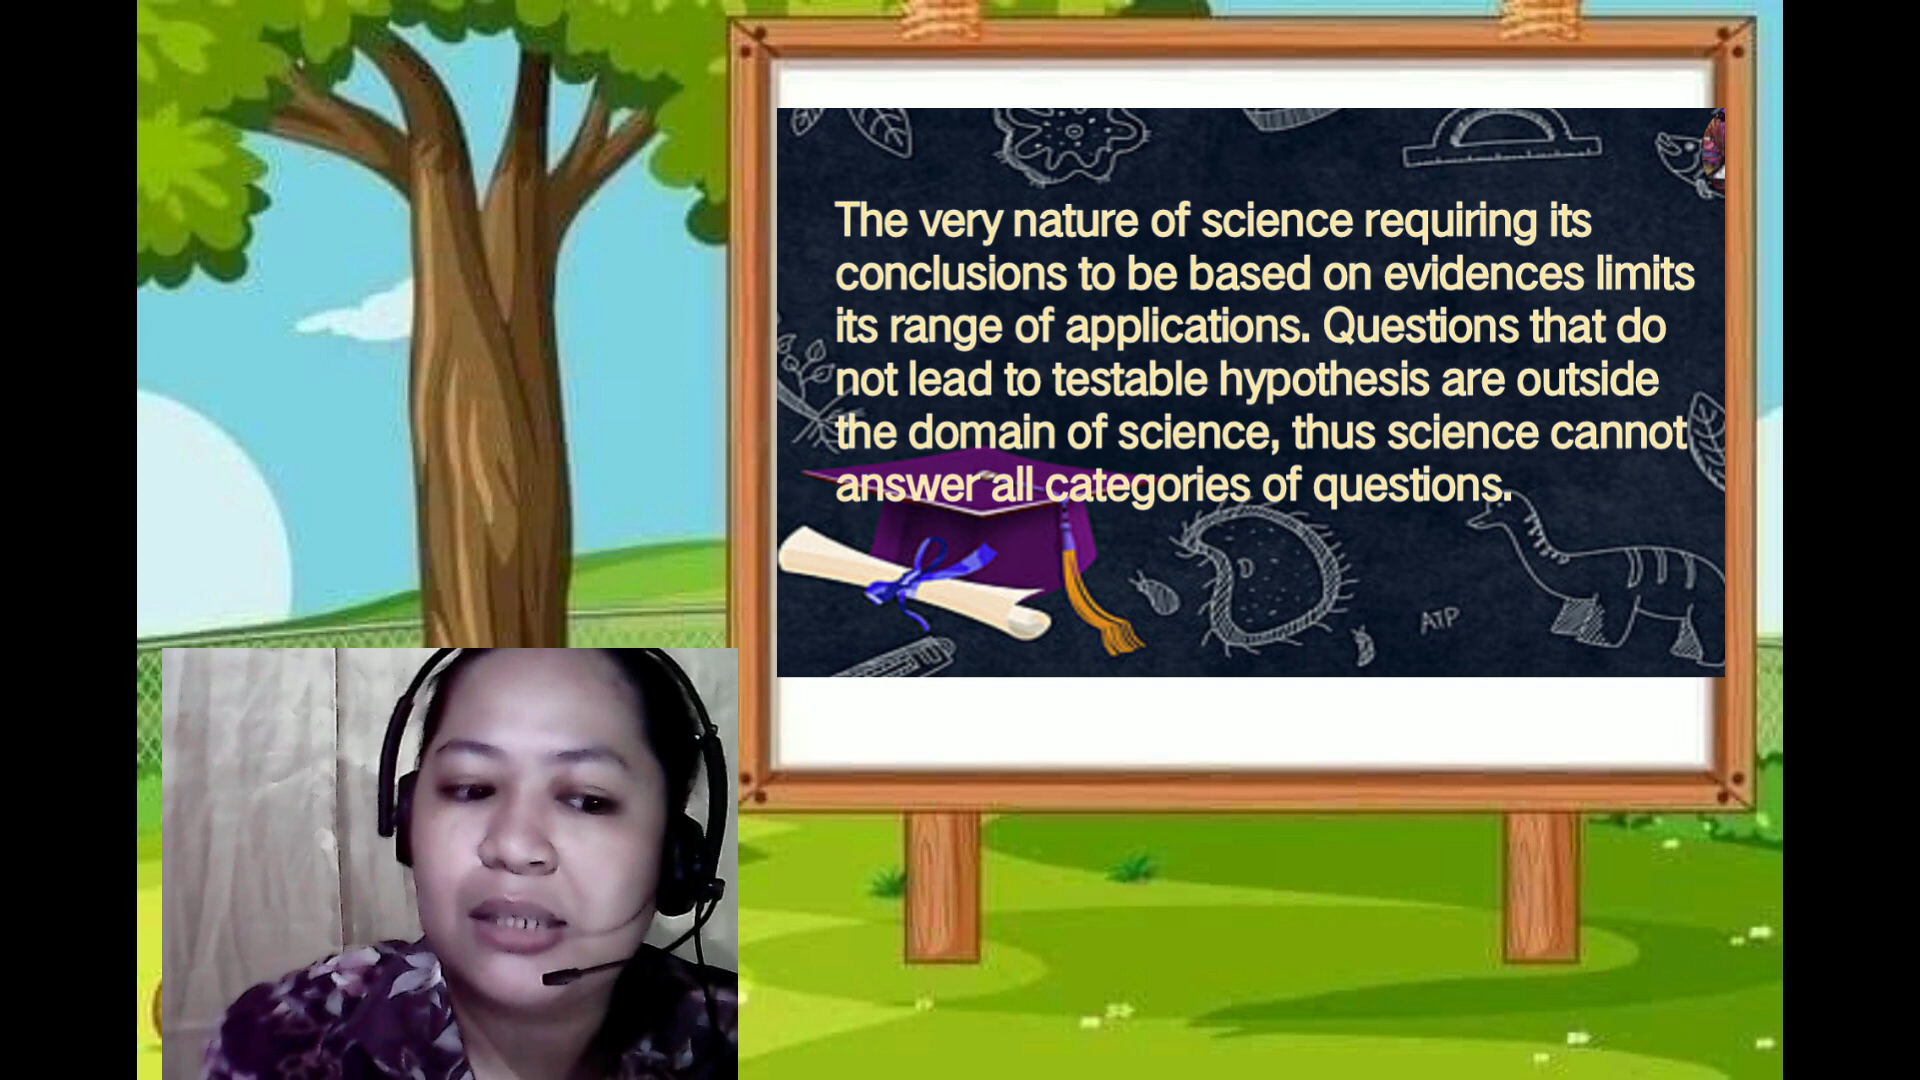 The very nature of science requiring its
conclusions to be based on evidences limits
its range of applications. Questions that do
not lead to testable hypothesis are outside
the domain of science, thus science cannot
answer all categories of questions.
ATP